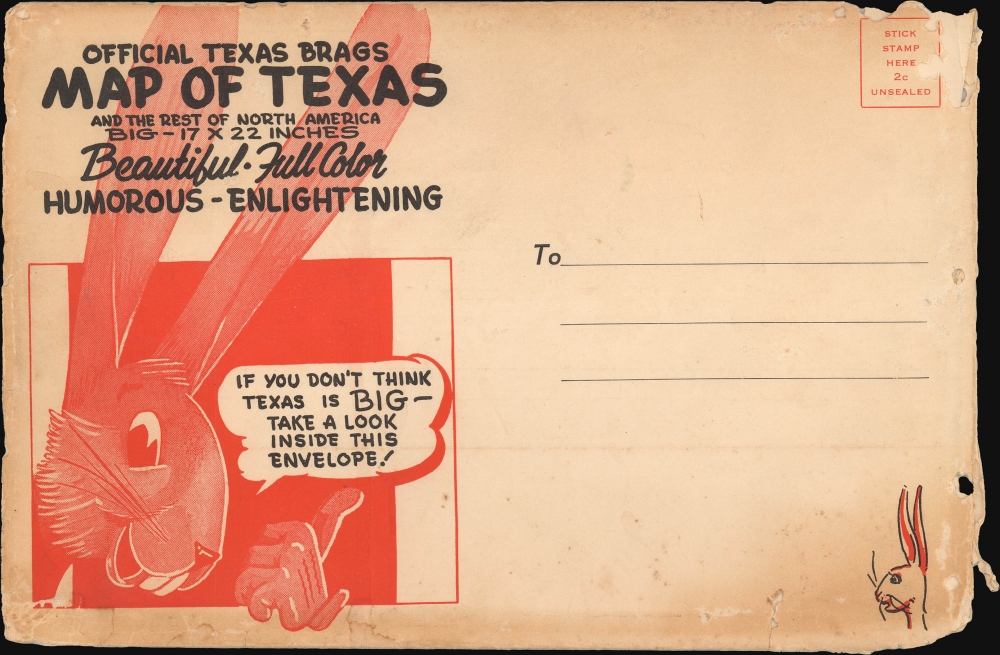 OFFICIAL TEXAS BRAGS
MAP OF TEXAS
AND THE REST OF NORTH AMERICA
BIG - 17 X 22 INCHES
Beautiful · Full Color
HUMOROUS - ENLIGHTENING
STICK
STAMP
HERE
2c
UNSEALED
To
IF YOU DON'T THINK
TEXAS IS BIG —
TAKE A LOOK
INSIDE THIS
ENVELOPE!